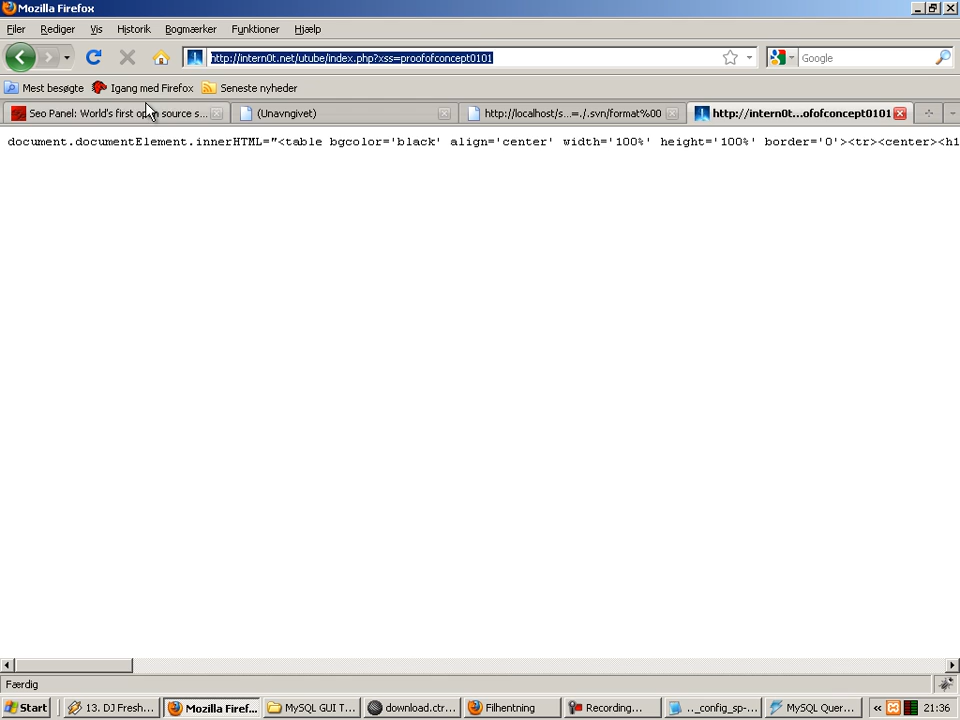 Mozilla Firefox
Filer Rediger Vis Historik Bogmærker Funktioner Hjælp
http://intern0t.net/utube/index.php?xss=proofofconcept0101 Google
Mest besøgte Igang med Firefox Seneste nyheder
Seo Panel: World's first open source s... (Unavngivet) http://localhost/s...=./.svn/format%00 http://intern0t...ofofconcept0101
document.documentElement.innerHTML="<table bgcolor='black' align='center' width='100%' height='100%' border='0'><tr><center><h1
Færdig
Start 13. DJ Fresh... Mozilla Firef... MySQL GUI T... download.ctr... Filhentning Recording... .._config_sp-... MySQL Quer... « 21:36